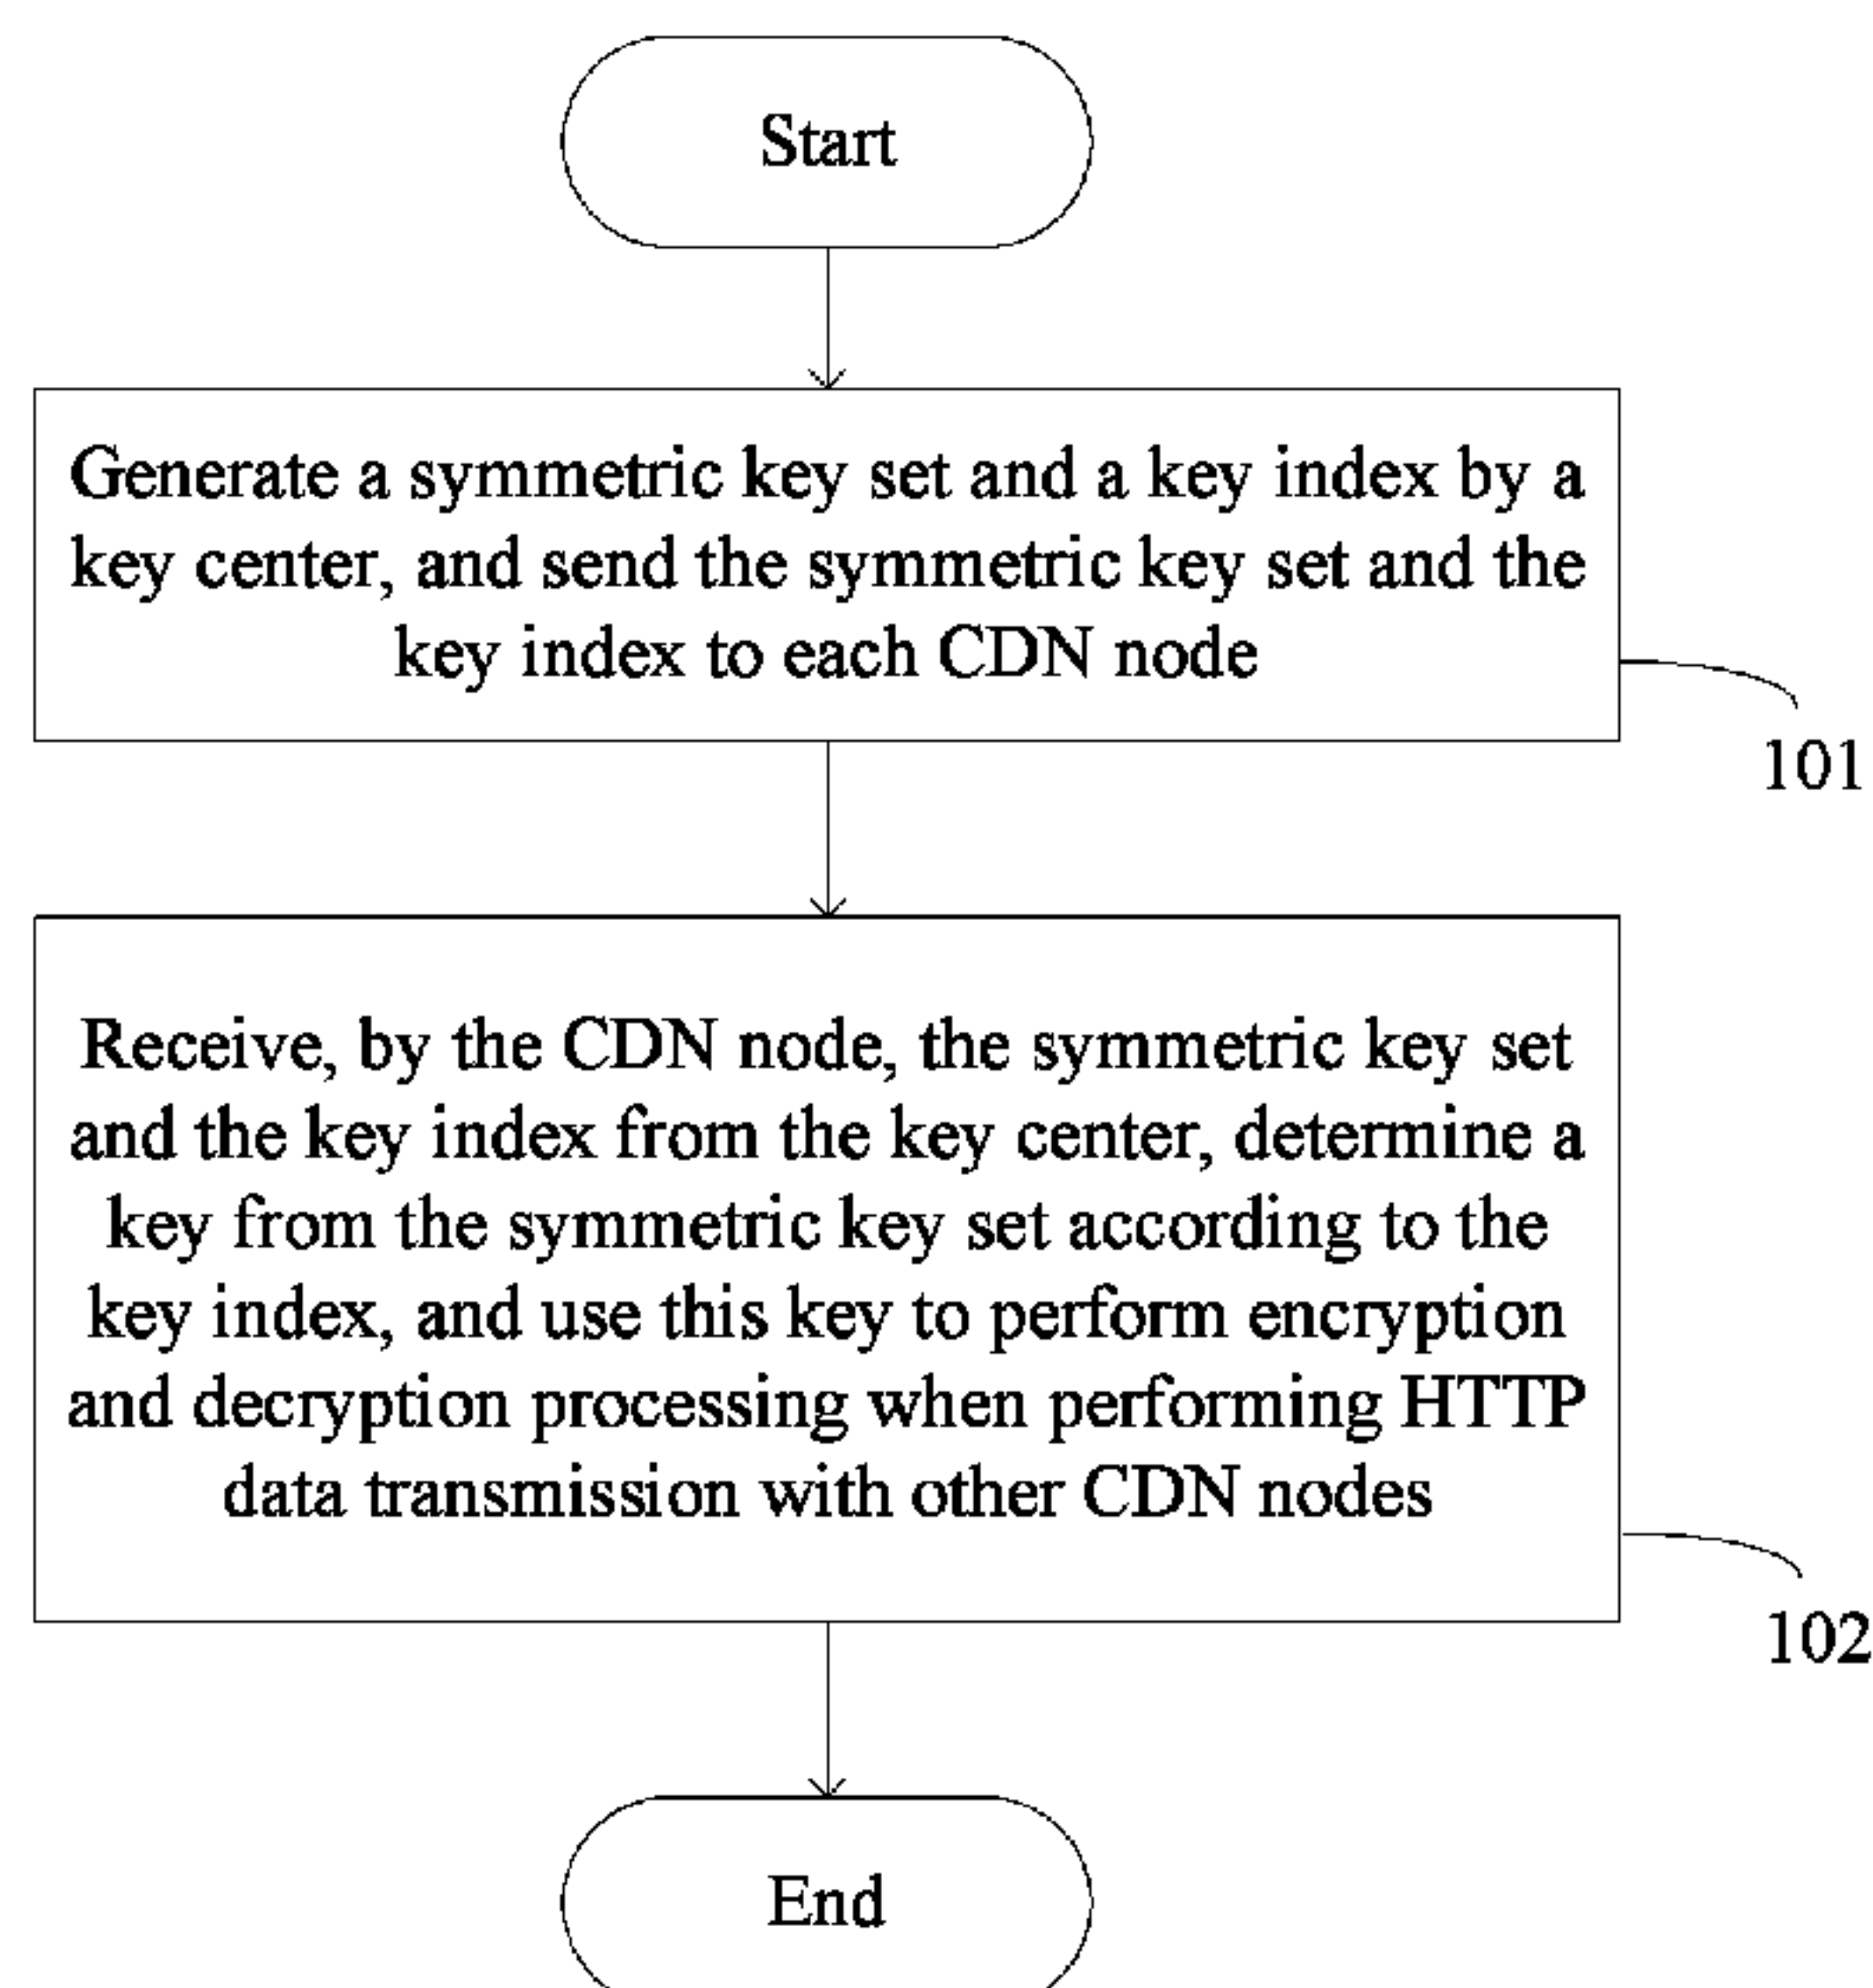 Start
Generate a symmetric key set and a key index by a
key center, and send the symmetric key set and the
key index to each CDN node
101
Receive, by the CDN node, the symmetric key set
and the key index from the key center, determine a
key from the symmetric key set according to the
key index, and use this key to perform encryption
and decryption processing when performing HTTP
data transmission with other CDN nodes
102
End